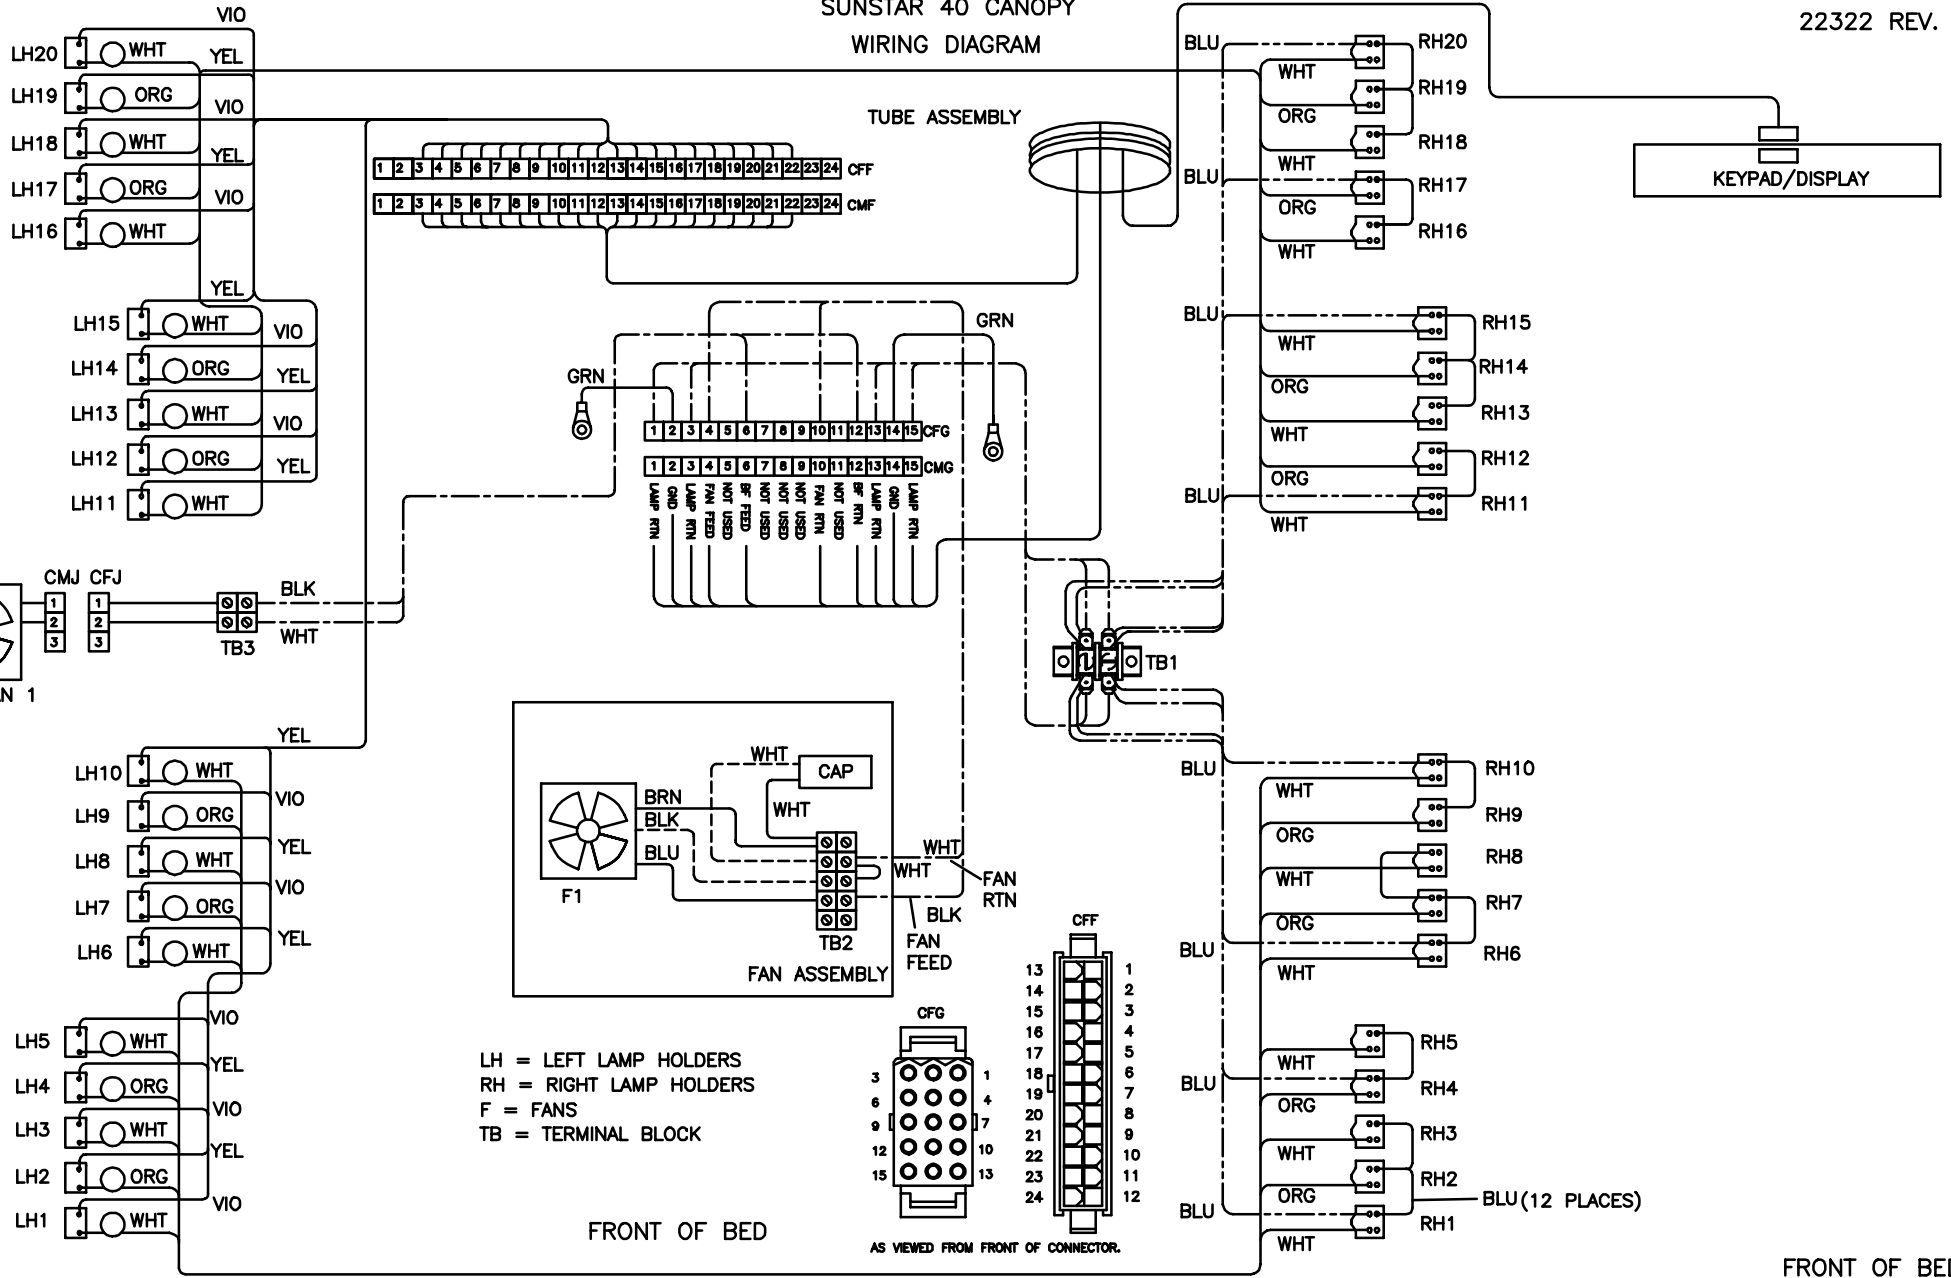 SUNSTAR 40 CANOPY
WIRING DIAGRAM
22322 REV.
VIO
LH20
WHT
YEL
LH19
ORG
VIO
LH18
WHT
YEL
LH17
ORG
VIO
LH16
WHT
YEL
LH15
WHT
VIO
LH14
ORG
YEL
LH13
WHT
VIO
LH12
ORG
YEL
LH11
WHT
1 2 3 4 5 6 7 8 9 10 11 12 13 14 15 16 17 18 19 20 21 22 23 24 CFF
1 2 3 4 5 6 7 8 9 10 11 12 13 14 15 16 17 18 19 20 21 22 23 24 CMF
TUBE ASSEMBLY
KEYPAD/DISPLAY
GRN
GRN
1 2 3 4 5 6 7 8 9 10 11 12 13 14 15 CFG
1 2 3 4 5 6 7 8 9 10 11 12 13 14 15 CMG
LAMP RTN
GND
LAMP RTN
FAN FEED
NOT USED
BF FEED
NOT USED
NOT USED
NOT USED
FAN RTN
NOT USED
BF RTN
LAMP RTN
GND
LAMP RTN
BLU
RH20
WHT
RH19
ORG
RH18
WHT
BLU
RH17
ORG
RH16
WHT
BLU
RH15
WHT
RH14
ORG
RH13
WHT
RH12
ORG
BLU
RH11
WHT
CMJ CFJ
1
2
3
1
2
3
BLK
WHT
TB3
N 1
TB1
YEL
LH10
WHT
VIO
LH9
ORG
YEL
LH8
WHT
VIO
LH7
ORG
YEL
LH6
WHT
VIO
LH5
WHT
YEL
LH4
ORG
VIO
LH3
WHT
YEL
LH2
ORG
VIO
LH1
WHT
WHT
CAP
BRN
WHT
BLK
BLU
F1
TB2
FAN ASSEMBLY
WHT
WHT
FAN
RTN
BLK
FAN
FEED
LH = LEFT LAMP HOLDERS
RH = RIGHT LAMP HOLDERS
F = FANS
TB = TERMINAL BLOCK
FRONT OF BED
CFG
3 1
6 4
9 7
12 10
15 13
CFF
13 1
14 2
15 3
16 4
17 5
18 6
19 7
20 8
21 9
22 10
23 11
24 12
AS VIEWED FROM FRONT OF CONNECTOR.
BLU
RH10
WHT
RH9
ORG
RH8
WHT
RH7
ORG
BLU
RH6
WHT
RH5
WHT
BLU
RH4
ORG
RH3
WHT
RH2
ORG
BLU (12 PLACES)
BLU
RH1
WHT
FRONT OF BE